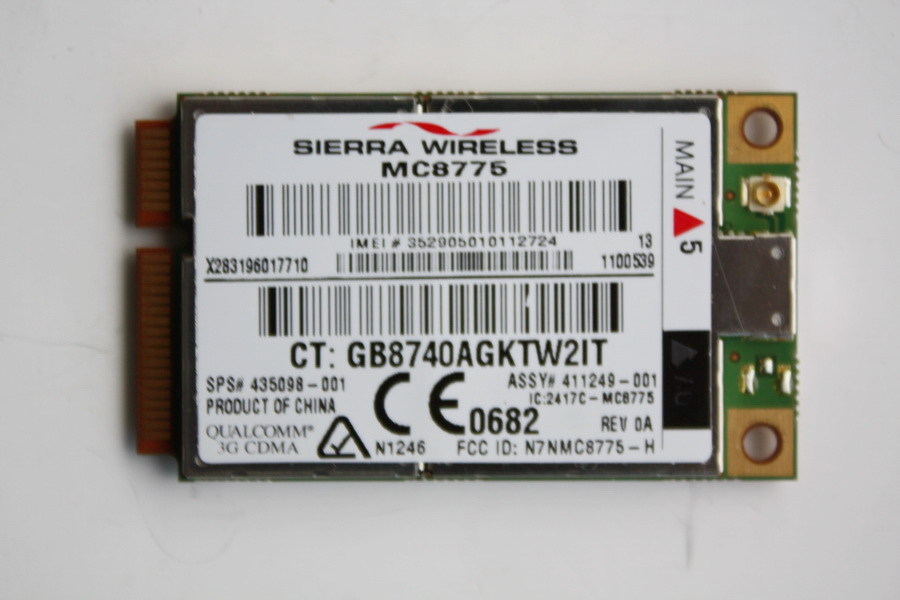 SIERRA WIRELESS
MC8775
IMEI # 352905010112724 13
X283196017710 1100539
CT: GB8740AGKTW2IT
SPS# 435098-001 ASSY# 411249-001
IC:2417C-MC8775
PRODUCT OF CHINA
CE 0682 REV 0A
QUALCOMM®
3G CDMA
N1246 FCC ID: N7NMC8775-H
MAIN 5